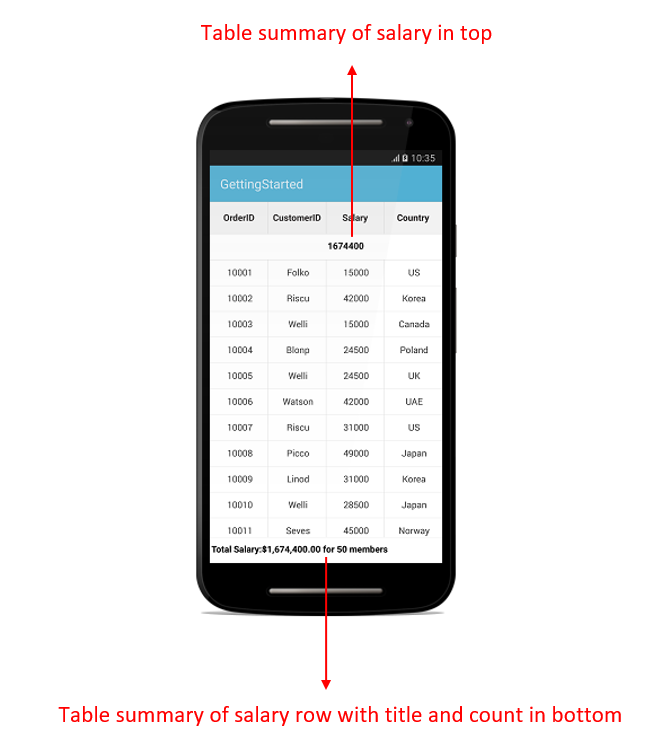 Table summary of salary in top
10:35
GettingStarted
OrderID CustomerID Salary Country
1674400
10001 Folko 15000 US
10002 Riscu 42000 Korea
10003 Welli 15000 Canada
10004 Blonp 24500 Poland
10005 Welli 24500 UK
10006 Watson 42000 UAE
10007 Riscu 31000 US
10008 Picco 49000 Japan
10009 Linod 31000 Korea
10010 Welli 28500 Japan
10011 Seves 45000 Norway
Total Salary:$1,674,400.00 for 50 members
Table summary of salary row with title and count in bottom